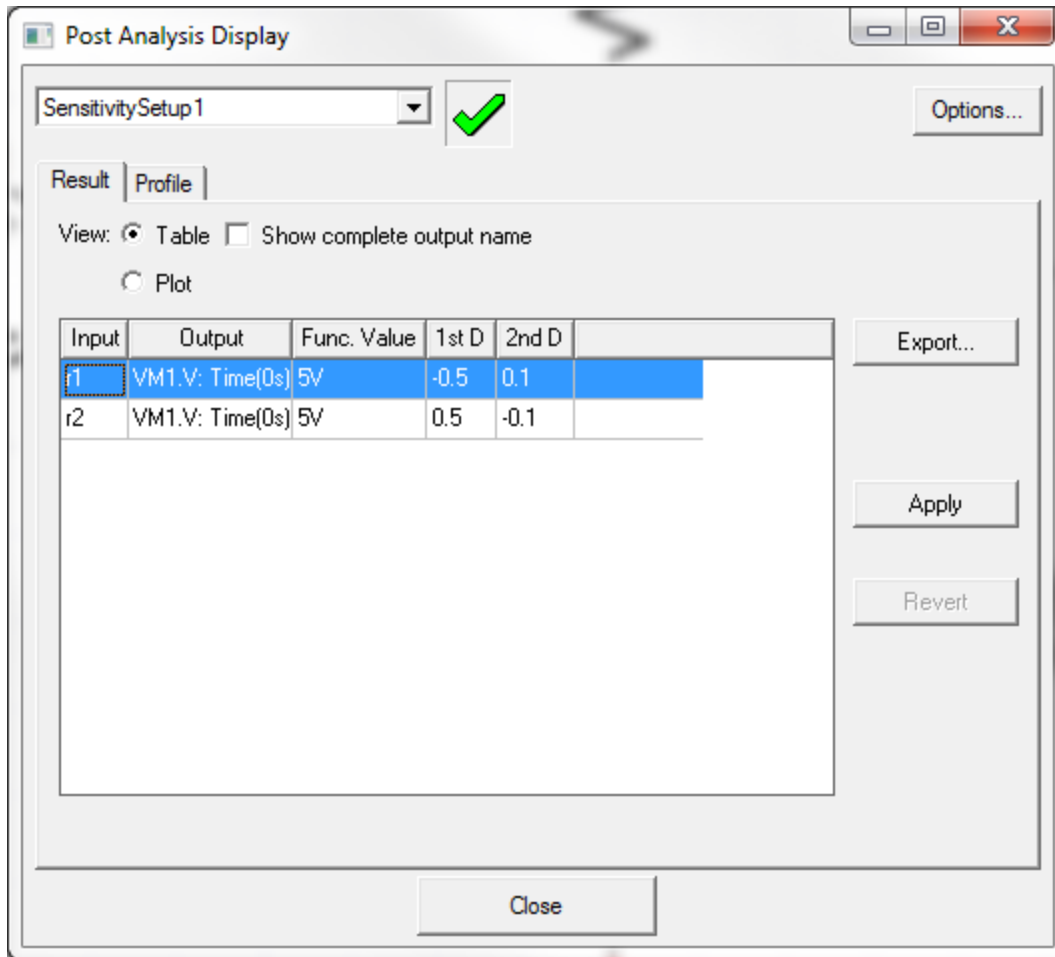 Post Analysis Display
SensitivitySetup1
Options...
Result Profile
View: Table Show complete output name
Plot
Input Output Func. Value 1st D 2nd D
r1 VM1.V: Time(0s) 5V -0.5 0.1
r2 VM1.V: Time(0s) 5V 0.5 -0.1
Export...
Apply
Revert
Close